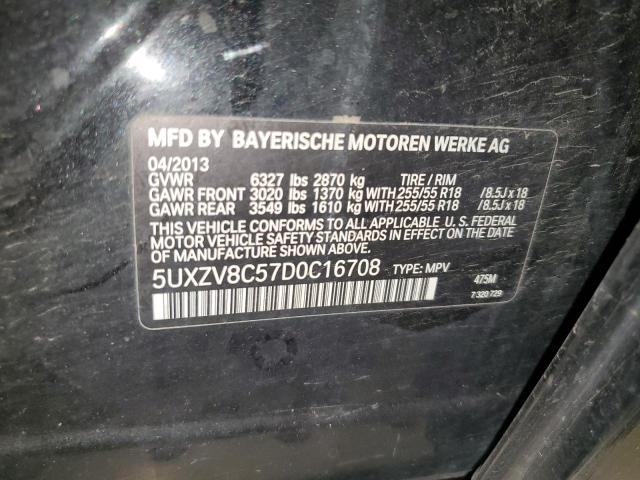 MFD BY BAYERISCHE MOTOREN WERKE AG
04/2013
GVWR 6327 lbs 2870 kg TIRE / RIM
GAWR FRONT 3020 lbs 1370 kg WITH 255/55 R18 /8.5J x 18
GAWR REAR 3549 lbs 1610 kg WITH 255/55 R18 /8.5J x 18
THIS VEHICLE CONFORMS TO ALL APPLICABLE U.S. FEDERAL
MOTOR VEHICLE SAFETY STANDARDS IN EFFECT ON THE DATE
OF MANUFACTURE SHOWN ABOVE.
5UXZV8C57D0C16708 TYPE: MPV 475M
7 320 729